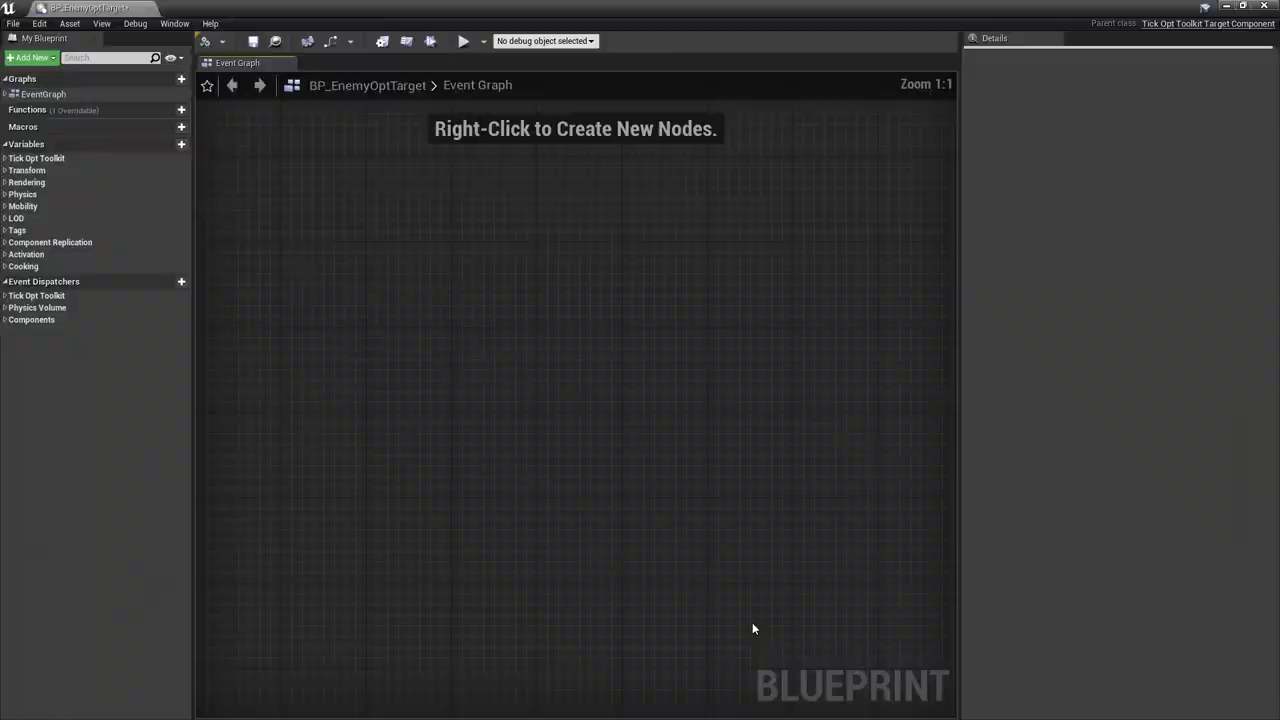 BP_EnemyOptTarget*
File Edit Asset View Debug Window Help
Parent class: Tick Opt Toolkit Target Component
My Blueprint
Add New
Search
No debug object selected
Details
Event Graph
BP_EnemyOptTarget > Event Graph
Zoom 1:1
Right-Click to Create New Nodes.
Graphs
EventGraph
Functions (1 Overridable)
Macros
Variables
Tick Opt Toolkit
Transform
Rendering
Physics
Mobility
LOD
Tags
Component Replication
Activation
Cooking
Event Dispatchers
Tick Opt Toolkit
Physics Volume
Components
BLUEPRINT